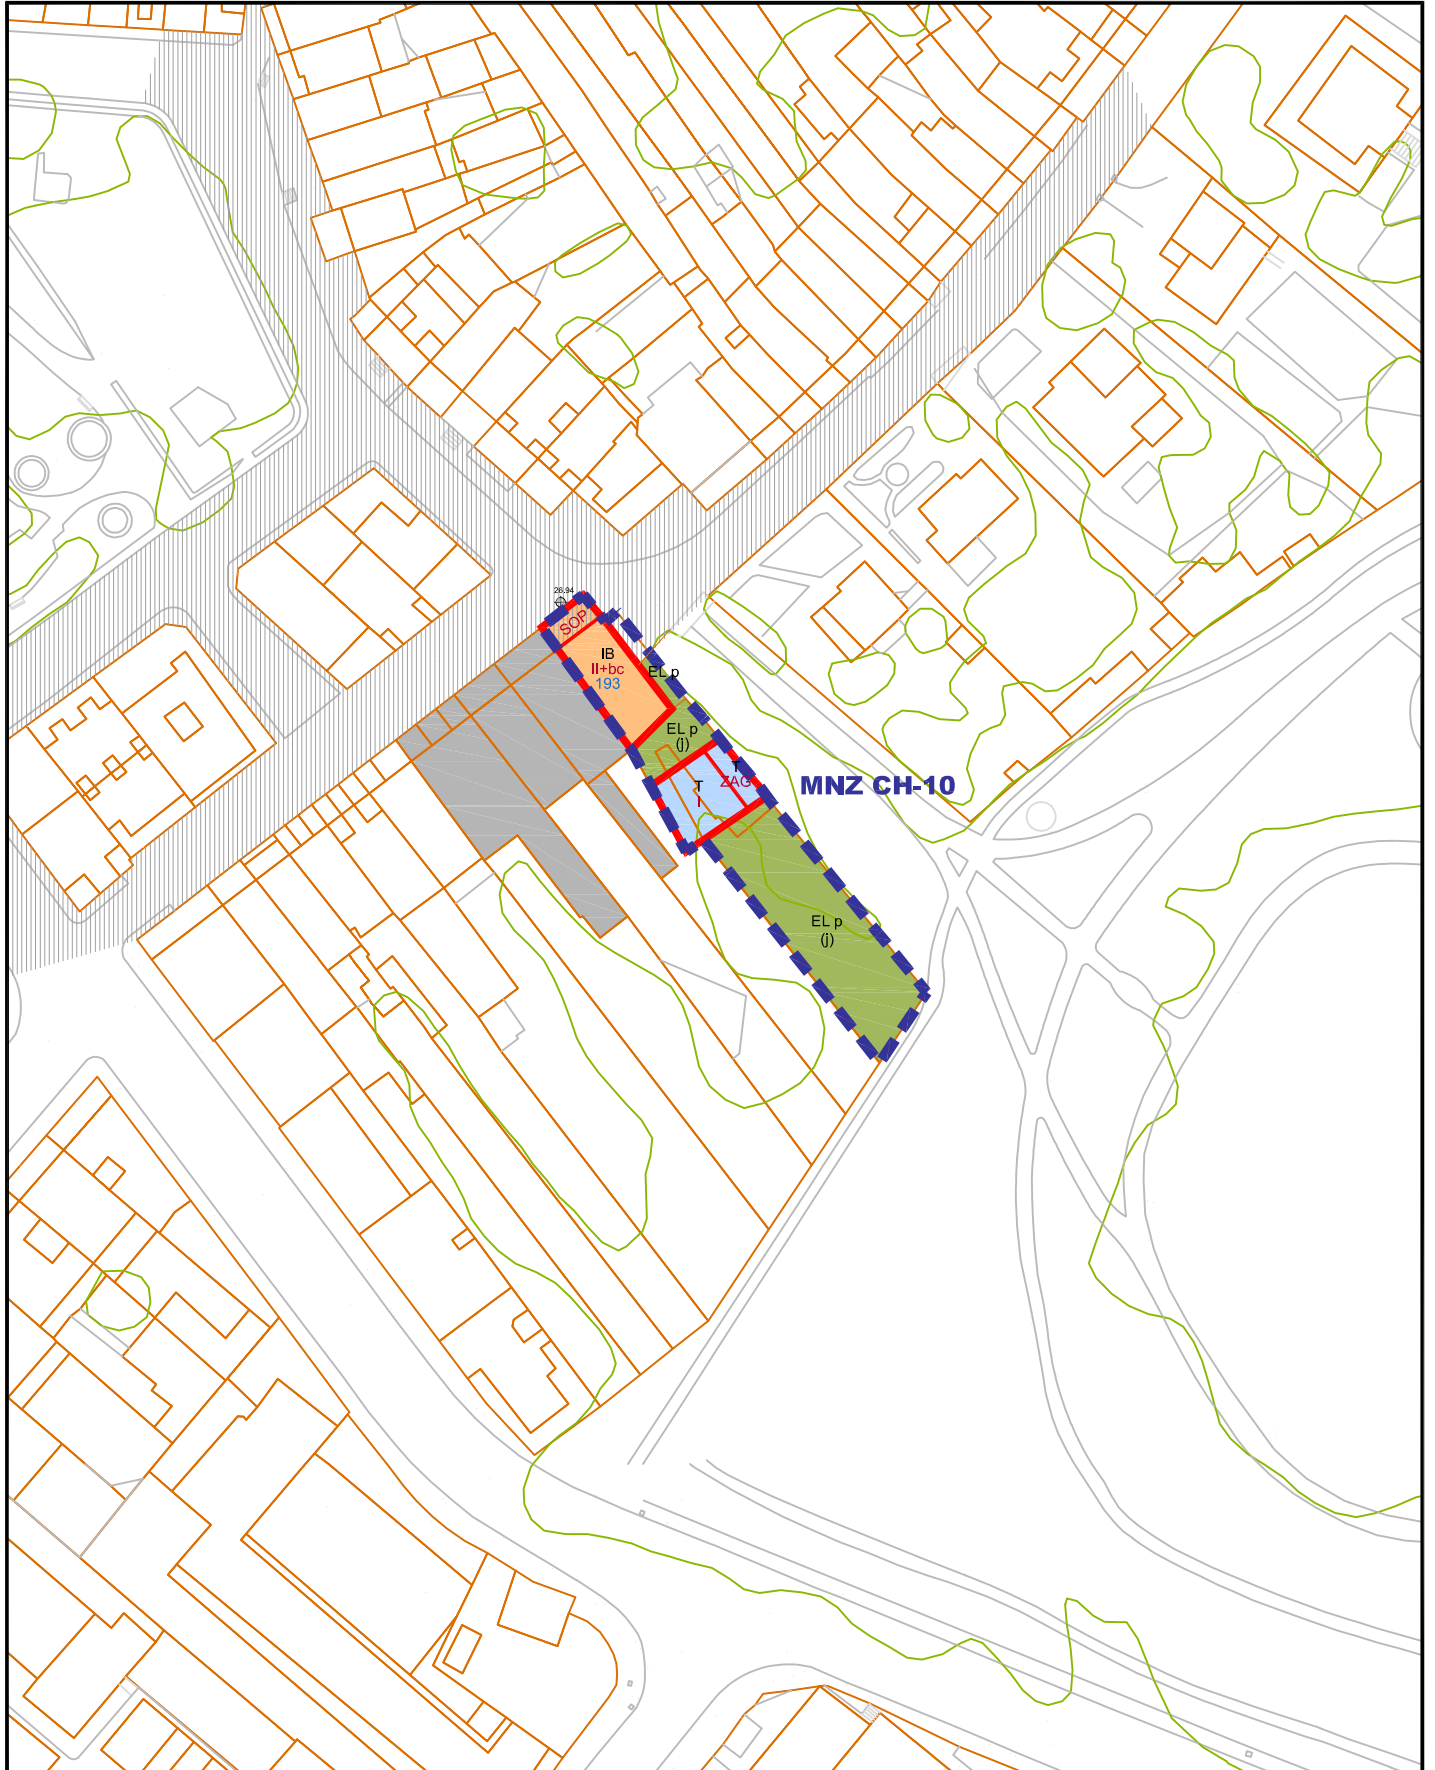 26.94
SOP
IB
II+bc
193
EL p
EL p
(j)
T
ZAG
T
I
MNZ CH-10
EL p
(j)